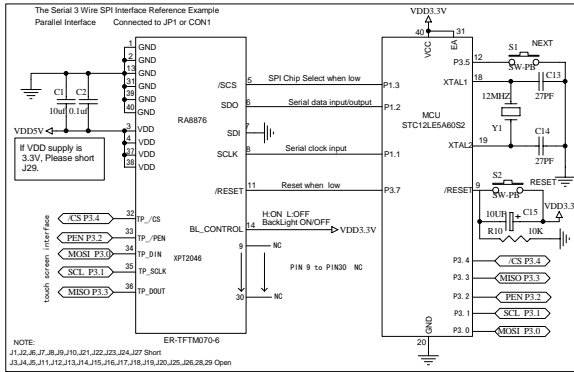 The Serial 3 Wire SPI Interface Reference Example
Parallel Interface Connected to JP1 or CON1
1 GND
2 GND
13 GND
31 GND
39 GND
40 GND
C1 C2
10uf 0.1uf
VDD5V
3 VDD
4 VDD
37 VDD
38 VDD
If VDD supply is
3.3V, Please short
J29.
RA8876
/SCS 5 SPI Chip Select when low P1.3
SDO 6 Serial data input/output P1.2
SDI 7
SCLK 8 Serial clock input P1.1
/RESET 11 Reset when low P3.7
BL_CONTROL 14 H:ON L:OFF
BackLight ON/OFF VDD3.3V
9 NC
PIN 9 to PIN30 NC
30 NC
touch screen interface
/CS P3.4 32 TP_/CS
PEN P3.2 33 TP_/PEN
MOSI P3.0 34 TP_DIN
SCL P3.1 35 TP_SCLK
MISO P3.3 36 TP_DOUT
XPT2046
ER-TFTM070-6
VDD3.3V
40 31
VCC EA
MCU
STC12LE5A60S2
P3.5 12 S1 NEXT
SW-PB
XTAL1 18 C13
27PF
12MHZ
Y1
XTAL2 19 C14
27PF
S2 RESET
/RESET 9 SW-PB
10UF C15 VDD3.3V
R10 10K
P3.4 /CS P3.4
P3.3 MISO P3.3
P3.2 PEN P3.2
P3.1 SCL P3.1
P3.0 MOSI P3.0
GND
20
NOTE:
J1,J2,J6,J7,J8,J9,J10,J21,J22,J23,J24,J27 Short
J3,J4,J5,J11,J12,J13,J14,J15,J16,J17,J18,J19,J20,J25,J26,28,29 Open